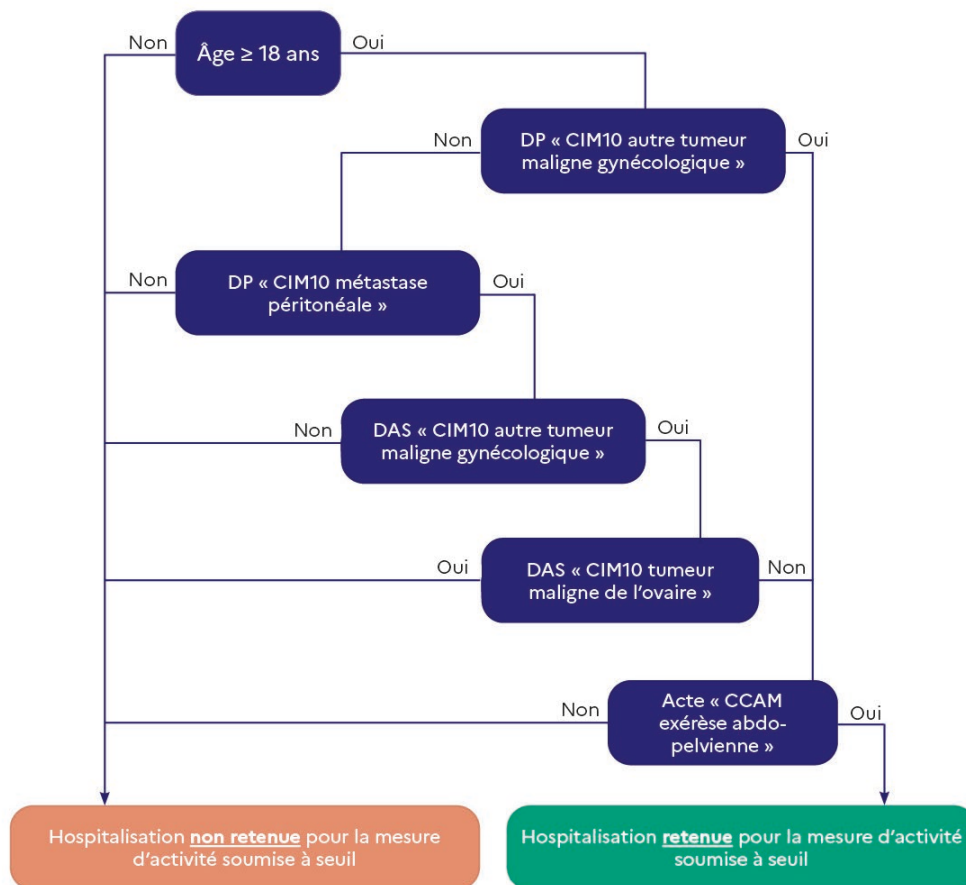 Non
Âge ≥ 18 ans
Oui
Non
DP « CIM10 autre tumeur
maligne gynécologique »
Oui
Non
DP « CIM10 métastase
péritonéale »
Oui
Non
DAS « CIM10 autre tumeur
maligne gynécologique »
Oui
Oui
DAS « CIM10 tumeur
maligne de l’ovaire »
Non
Non
Acte « CCAM
exérèse abdo-
pelvienne »
Oui
Hospitalisation non retenue pour la mesure
d’activité soumise à seuil
Hospitalisation retenue pour la mesure d’activité
soumise à seuil